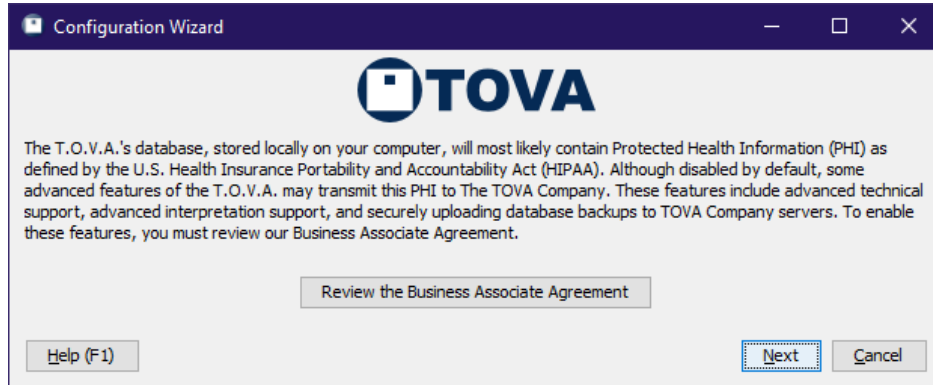 Configuration Wizard
TOVA
The T.O.V.A.'s database, stored locally on your computer, will most likely contain Protected Health Information (PHI) as
defined by the U.S. Health Insurance Portability and Accountability Act (HIPAA). Although disabled by default, some
advanced features of the T.O.V.A. may transmit this PHI to The TOVA Company. These features include advanced technical
support, advanced interpretation support, and securely uploading database backups to TOVA Company servers. To enable
these features, you must review our Business Associate Agreement.
Review the Business Associate Agreement
Help (F1)
Next
Cancel